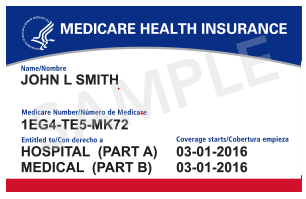 MEDICARE HEALTH INSURANCE
Name/Nombre
JOHN L SMITH
Medicare Number/Número de Medicare
1EG4-TE5-MK72
Entitled to/Con derecho a Coverage starts/Cobertura empieza
HOSPITAL (PART A) 03-01-2016
MEDICAL (PART B) 03-01-2016
SAMPLE